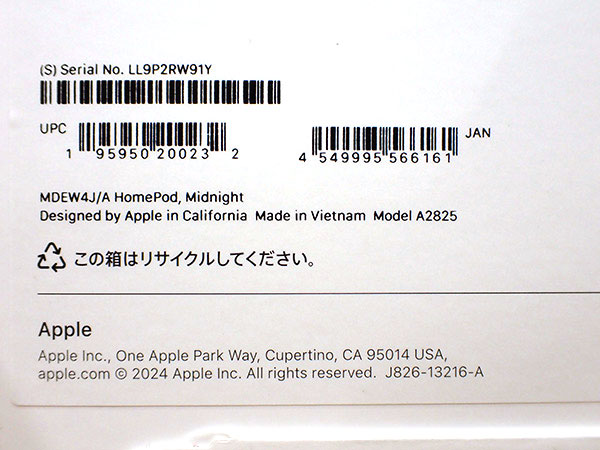 (S) Serial No. LL9P2RW91Y
UPC
1 95950 20023 2
4 549995 566161
JAN
MDEW4J/A HomePod, Midnight
Designed by Apple in California Made in Vietnam Model A2825
この箱はリサイクルしてください。
Apple
Apple Inc., One Apple Park Way, Cupertino, CA 95014 USA,
apple.com © 2024 Apple Inc. All rights reserved. J826-13216-A